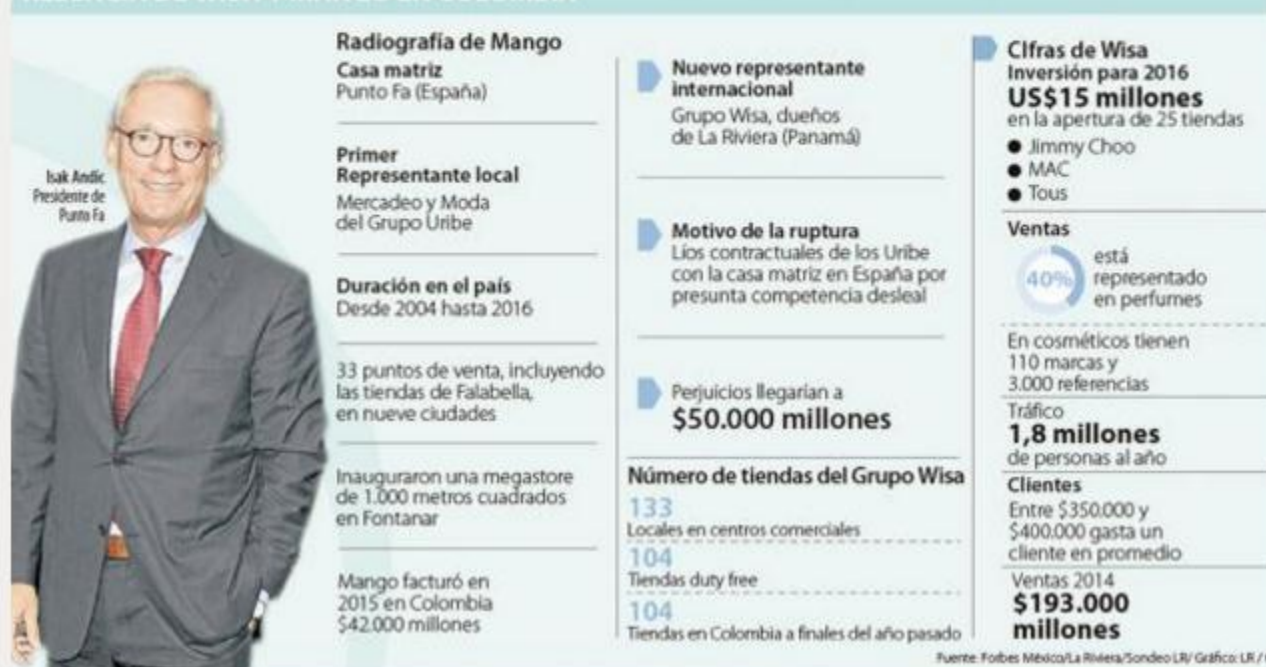 Isak Andic
Presidente de
Punto Fa
Radiografía de Mango
Casa matriz
Punto Fa (España)
Primer
Representante local
Mercadeo y Moda
del Grupo Uribe
Duración en el país
Desde 2004 hasta 2016
33 puntos de venta, incluyendo
las tiendas de Falabella,
en nueve ciudades
Inauguraron una megastore
de 1.000 metros cuadrados
en Fontanar
Mango facturó en
2015 en Colombia
$42.000 millones
Nuevo representante
internacional
Grupo Wisa, dueños
de La Riviera (Panamá)
Motivo de la ruptura
Líos contractuales de los Uribe
con la casa matriz en España por
presunta competencia desleal
Perjuicios llegarían a
$50.000 millones
Número de tiendas del Grupo Wisa
133
Locales en centros comerciales
104
Tiendas duty free
104
Tiendas en Colombia a finales del año pasado
CIfras de Wisa
Inversión para 2016
US$15 millones
en la apertura de 25 tiendas
● Jimmy Choo
● MAC
● Tous
Ventas
40%
está
representado
en perfumes
En cosméticos tienen
110 marcas y
3.000 referencias
Tráfico
1,8 millones
de personas al año
Clientes
Entre $350.000 y
$400.000 gasta un
cliente en promedio
Ventas 2014
$193.000
millones
Fuente: Forbes México/La Riviera/Sondeo LR/ Gráfico: LR /